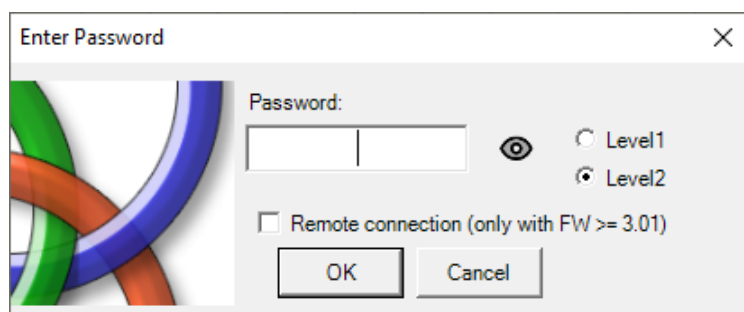 Enter Password
Password:
Level1
Level2
Remote connection (only with FW >= 3.01)
OK Cancel